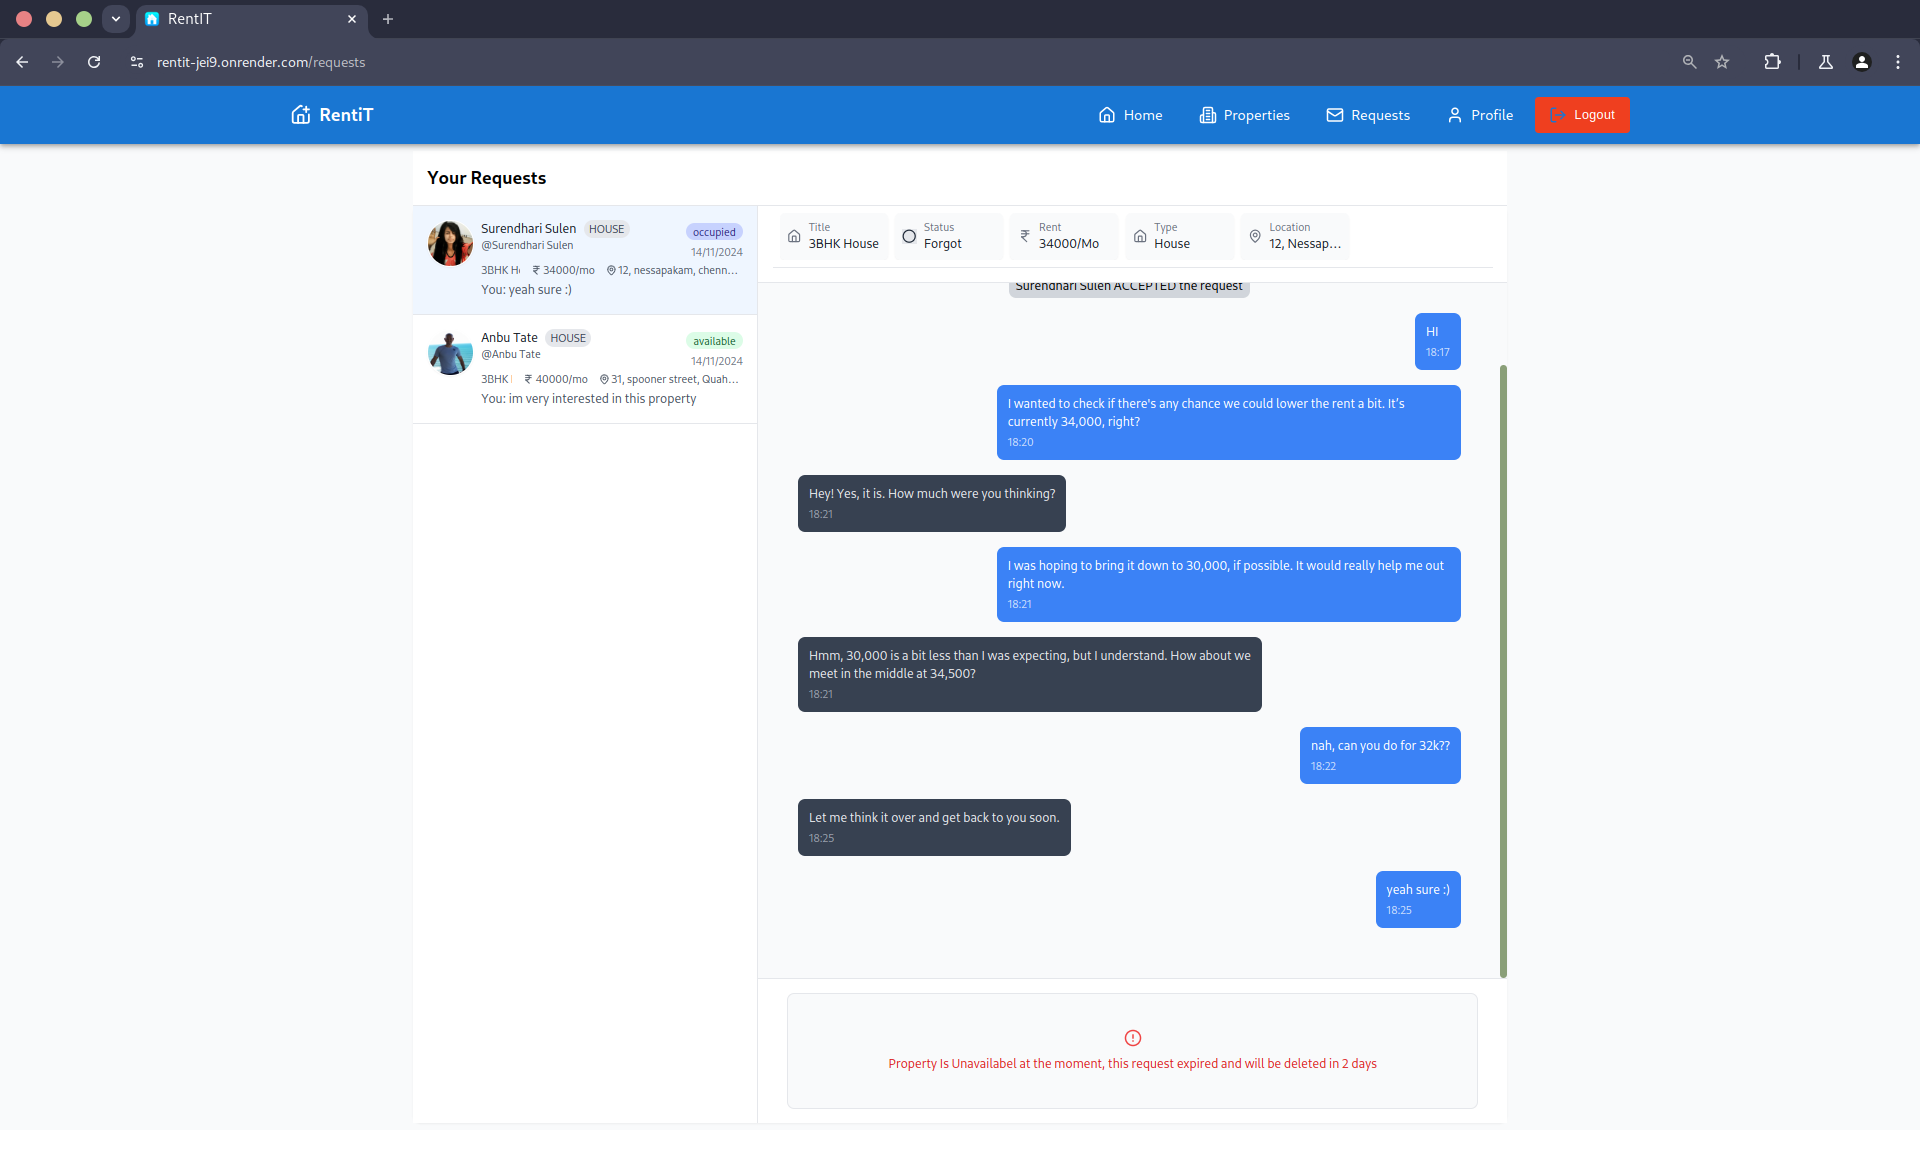 RentIT
rentit-jei9.onrender.com/requests
RentiT
Home
Properties
Requests
Profile
Logout
Your Requests
Surendhari Sulen
HOUSE
occupied
@Surendhari Sulen
14/11/2024
3BHK
₹ 34000/mo
12, nessapakam, chenn...
You: yeah sure :)
Anbu Tate
HOUSE
available
@Anbu Tate
14/11/2024
3BHK
₹ 40000/mo
31, spooner street, Quah...
You: im very interested in this property
Title
3BHK House
Status
Forgot
₹
Rent
34000/Mo
Type
House
Location
12, Nessap...
Surendhari Sulen ACCEPTED the request
HI
18:17
I wanted to check if there's any chance we could lower the rent a bit. It’s
currently 34,000, right?
18:20
Hey! Yes, it is. How much were you thinking?
18:21
I was hoping to bring it down to 30,000, if possible. It would really help me out
right now.
18:21
Hmm, 30,000 is a bit less than I was expecting, but I understand. How about we
meet in the middle at 34,500?
18:21
nah, can you do for 32k??
18:22
Let me think it over and get back to you soon.
18:25
yeah sure :)
18:25
Property Is Unavailabel at the moment, this request expired and will be deleted in 2 days